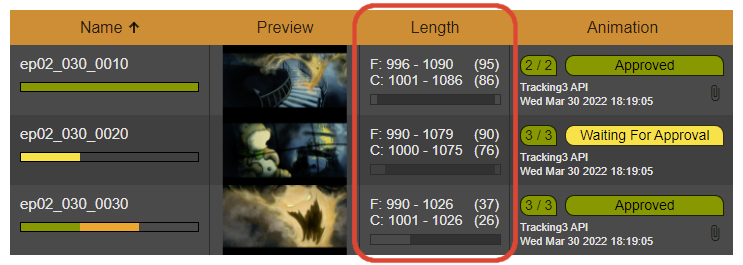 Name ↑ Preview Length Animation
ep02_030_0010
F: 996 - 1090 (95)
C: 1001 - 1086 (86)
2 / 2 Approved
Tracking3 API
Wed Mar 30 2022 18:19:05
ep02_030_0020
F: 990 - 1079 (90)
C: 1000 - 1075 (76)
3 / 3 Waiting For Approval
Tracking3 API
Wed Mar 30 2022 18:19:05
ep02_030_0030
F: 990 - 1026 (37)
C: 1001 - 1026 (26)
3 / 3 Approved
Tracking3 API
Wed Mar 30 2022 18:19:05